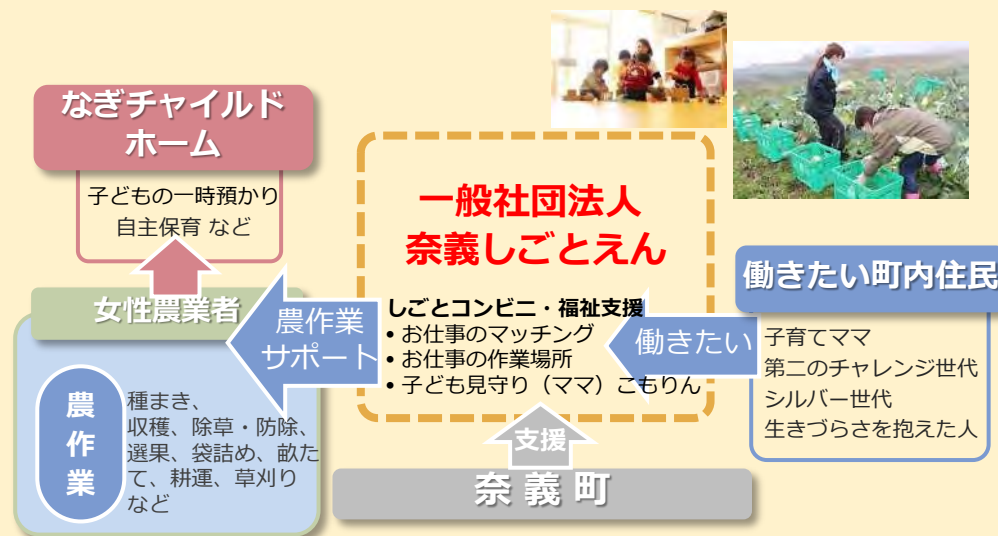 なぎチャイルド
ホーム
子どもの一時預かり
自主保育 など
女性農業者
農
作
業
種まき、
収穫、除草・防除、
選果、袋詰め、畝た
て、耕運、草刈り
など
農作業
サポート
一般社団法人
奈義しごとえん
しごとコンビニ・福祉支援
• お仕事のマッチング
• お仕事の作業場所
• 子ども見守り（ママ）こもりん
働きたい
働きたい町内住民
子育てママ
第二のチャレンジ世代
シルバー世代
生きづらさを抱えた人
支援
奈 義 町